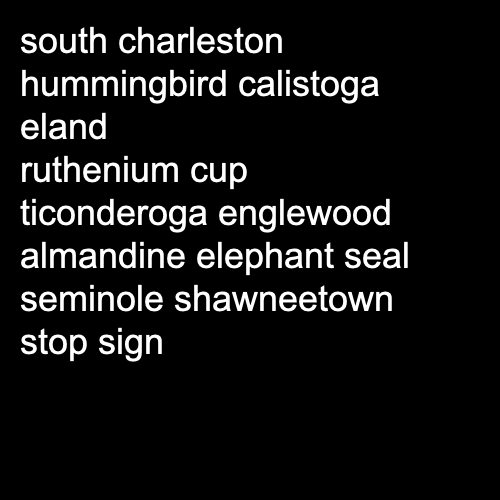 south charleston
hummingbird calistoga
eland
ruthenium cup
ticonderoga englewood
almandine elephant seal
seminole shawneetown
stop sign